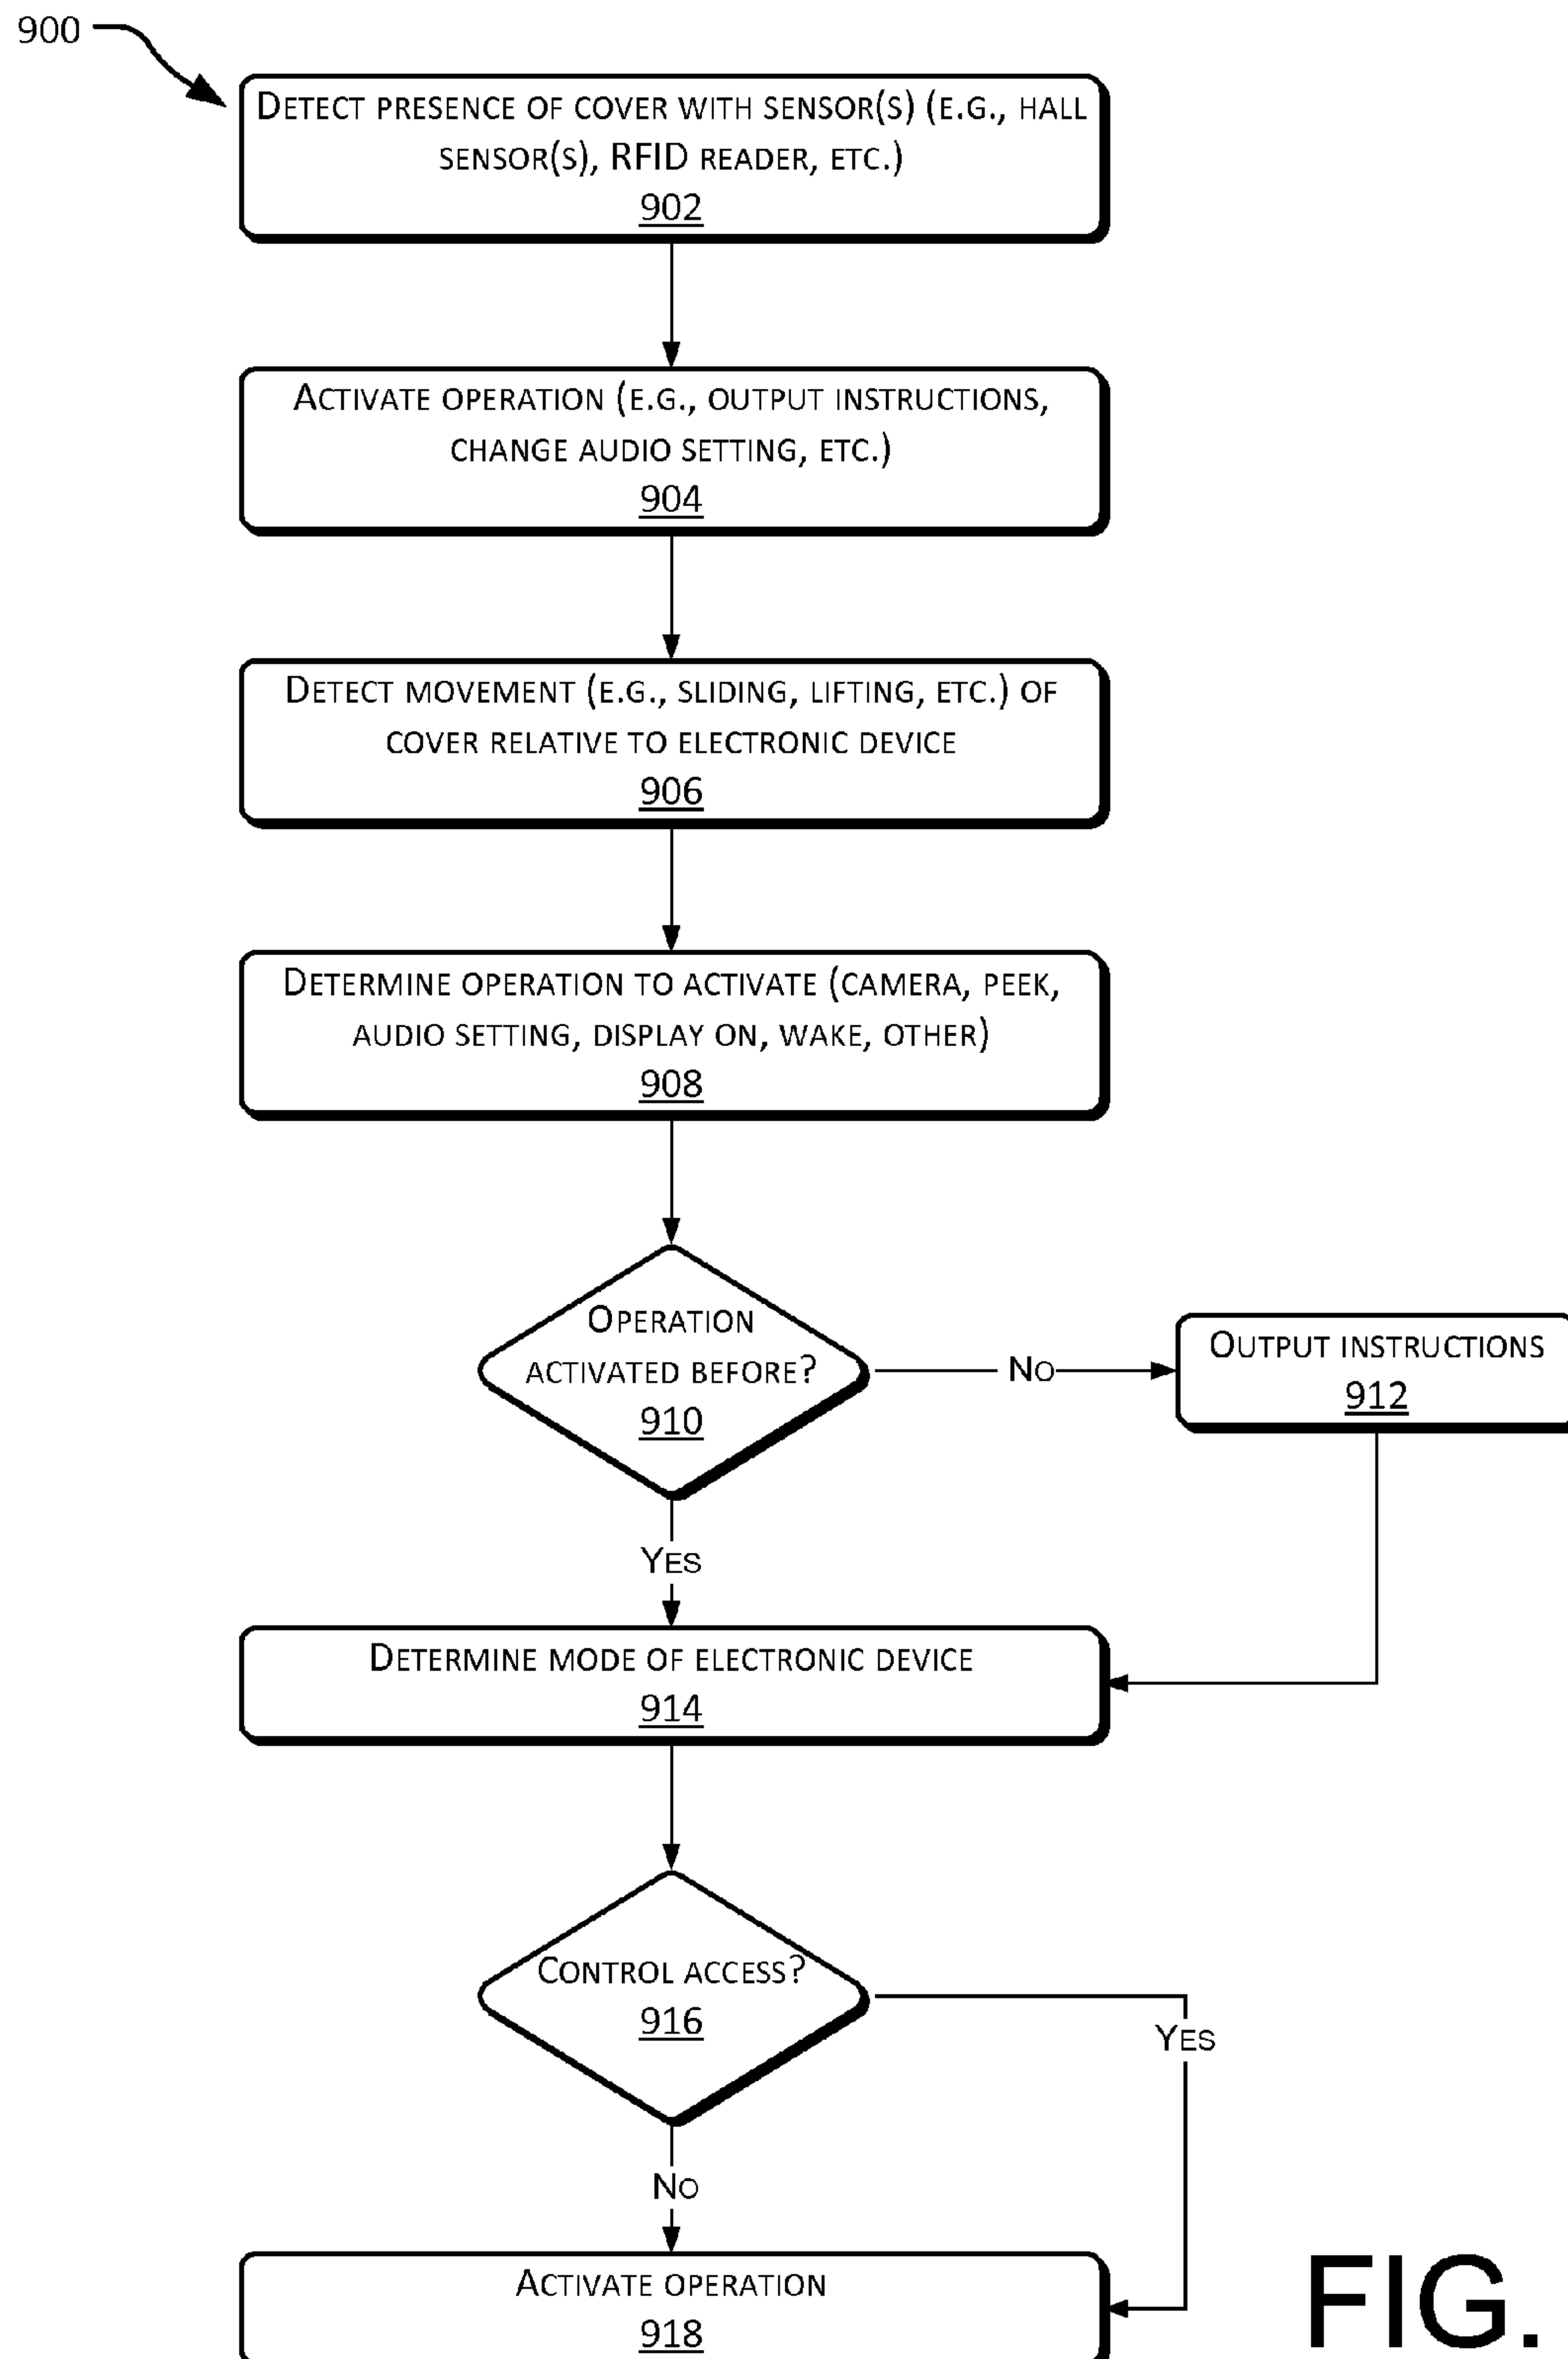 900
DETECT PRESENCE OF COVER WITH SENSOR(S) (E.G., HALL
SENSOR(S), RFID READER, ETC.)
902
ACTIVATE OPERATION (E.G., OUTPUT INSTRUCTIONS,
CHANGE AUDIO SETTING, ETC.)
904
DETECT MOVEMENT (E.G., SLIDING, LIFTING, ETC.) OF
COVER RELATIVE TO ELECTRONIC DEVICE
906
DETERMINE OPERATION TO ACTIVATE (CAMERA, PEEK,
AUDIO SETTING, DISPLAY ON, WAKE, OTHER)
908
OPERATION
ACTIVATED BEFORE?
910
NO
OUTPUT INSTRUCTIONS
912
YES
DETERMINE MODE OF ELECTRONIC DEVICE
914
CONTROL ACCESS?
916
YES
NO
ACTIVATE OPERATION
918
FIG.